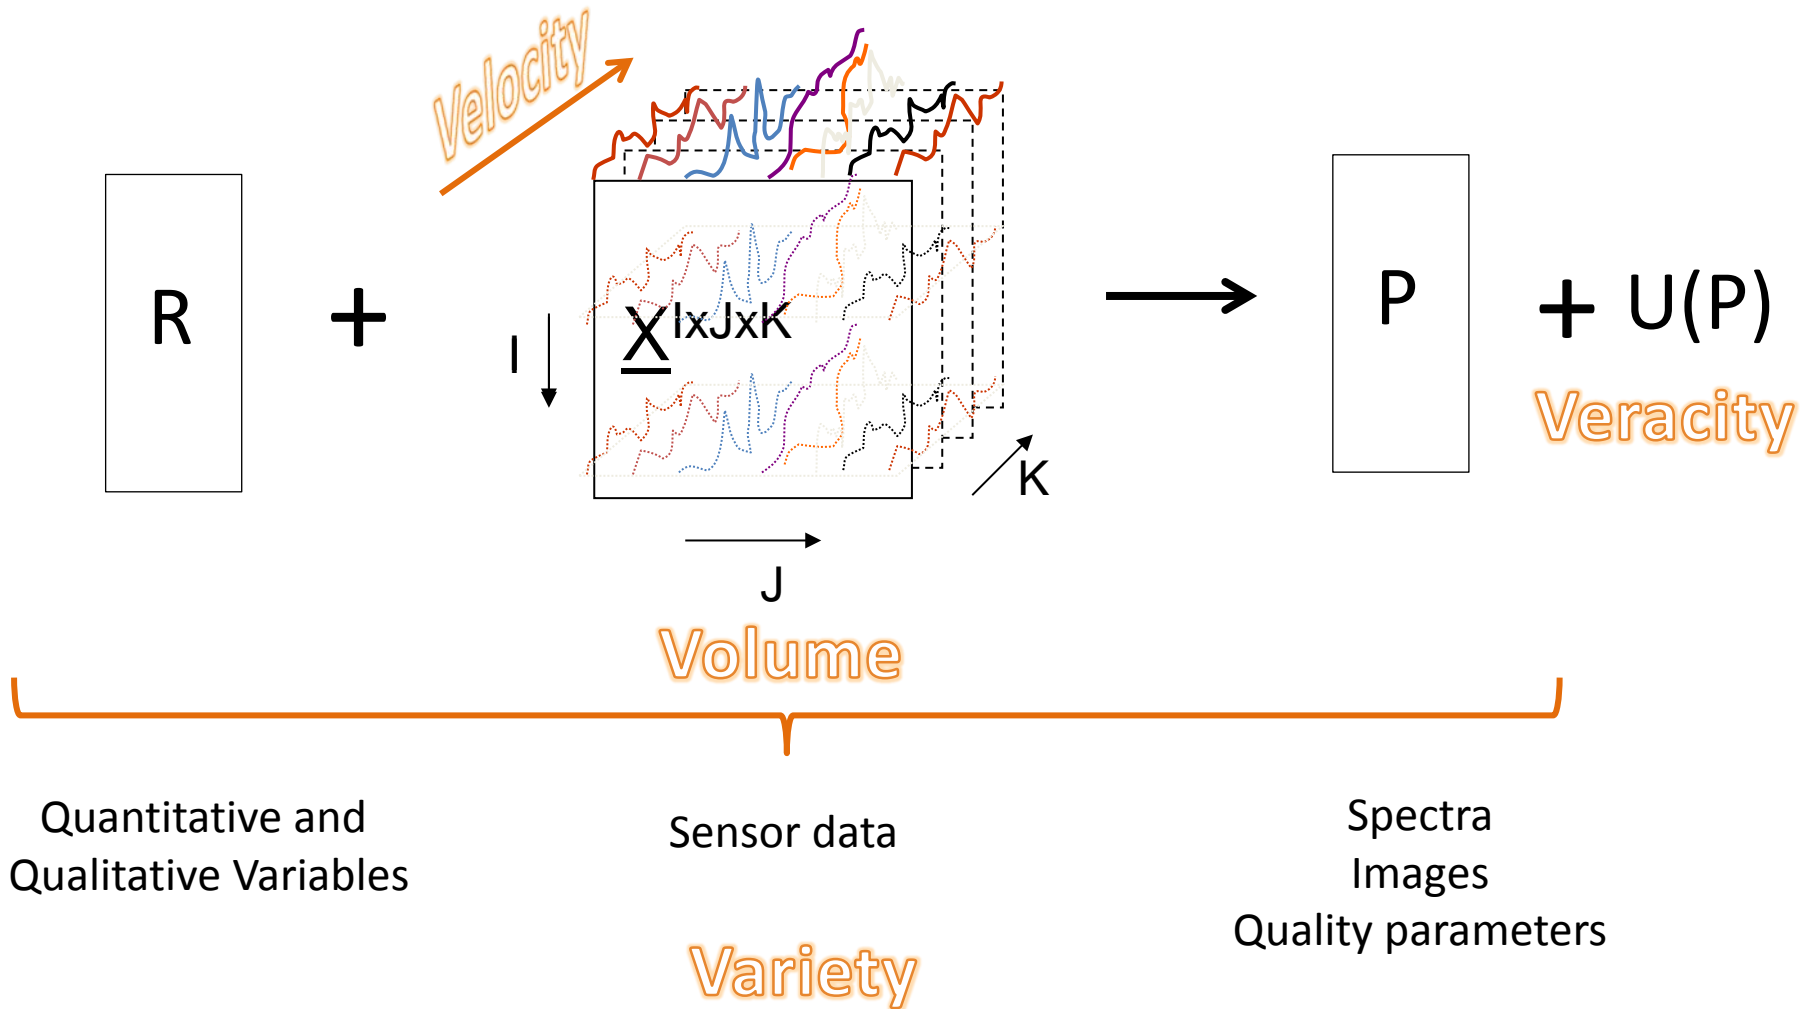 Velocity
R
+
I
X IxJxK
K
J
P
+ U(P)
Veracity
Volume
Quantitative and
Qualitative Variables
Sensor data
Spectra
Images
Quality parameters
Variety